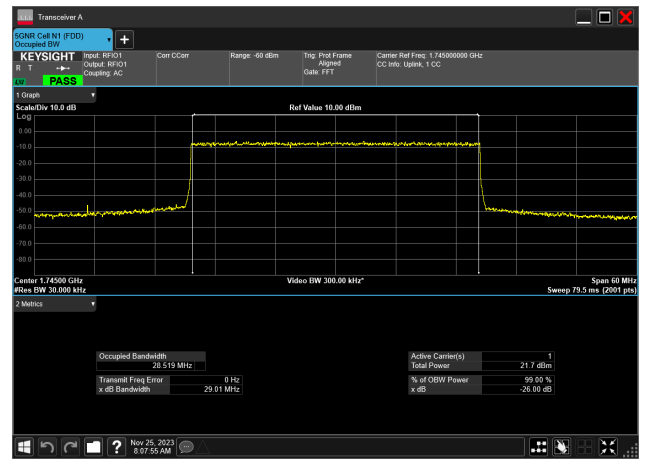 Transceiver A
5GNR Cell N1 (FDD)
Occupied BW
KEYSIGHT
R T
LW PASS
Input: RFIO1
Output: RFIO1
Coupling: AC
Corr CCorr
Range: -60 dBm
Trig: Prot Frame
Aligned
Gate: FFT
Carrier Ref Freq: 1.745000000 GHz
CC Info: Uplink, 1 CC
1 Graph
Scale/Div 10.0 dB
Ref Value 10.00 dBm
Log
0.00
-10.0
-20.0
-30.0
-40.0
-50.0
-60.0
-70.0
-80.0
Center 1.74500 GHz
Video BW 300.00 kHz*
Span 60 MHz
#Res BW 30.000 kHz
Sweep 79.5 ms (2001 pts)
2 Metrics
Occupied Bandwidth
28.519 MHz
Transmit Freq Error 0 Hz
x dB Bandwidth 29.01 MHz
Active Carrier(s) 1
Total Power 21.7 dBm
% of OBW Power 99.00 %
x dB -26.00 dB
Nov 25, 2023
8:07:55 AM